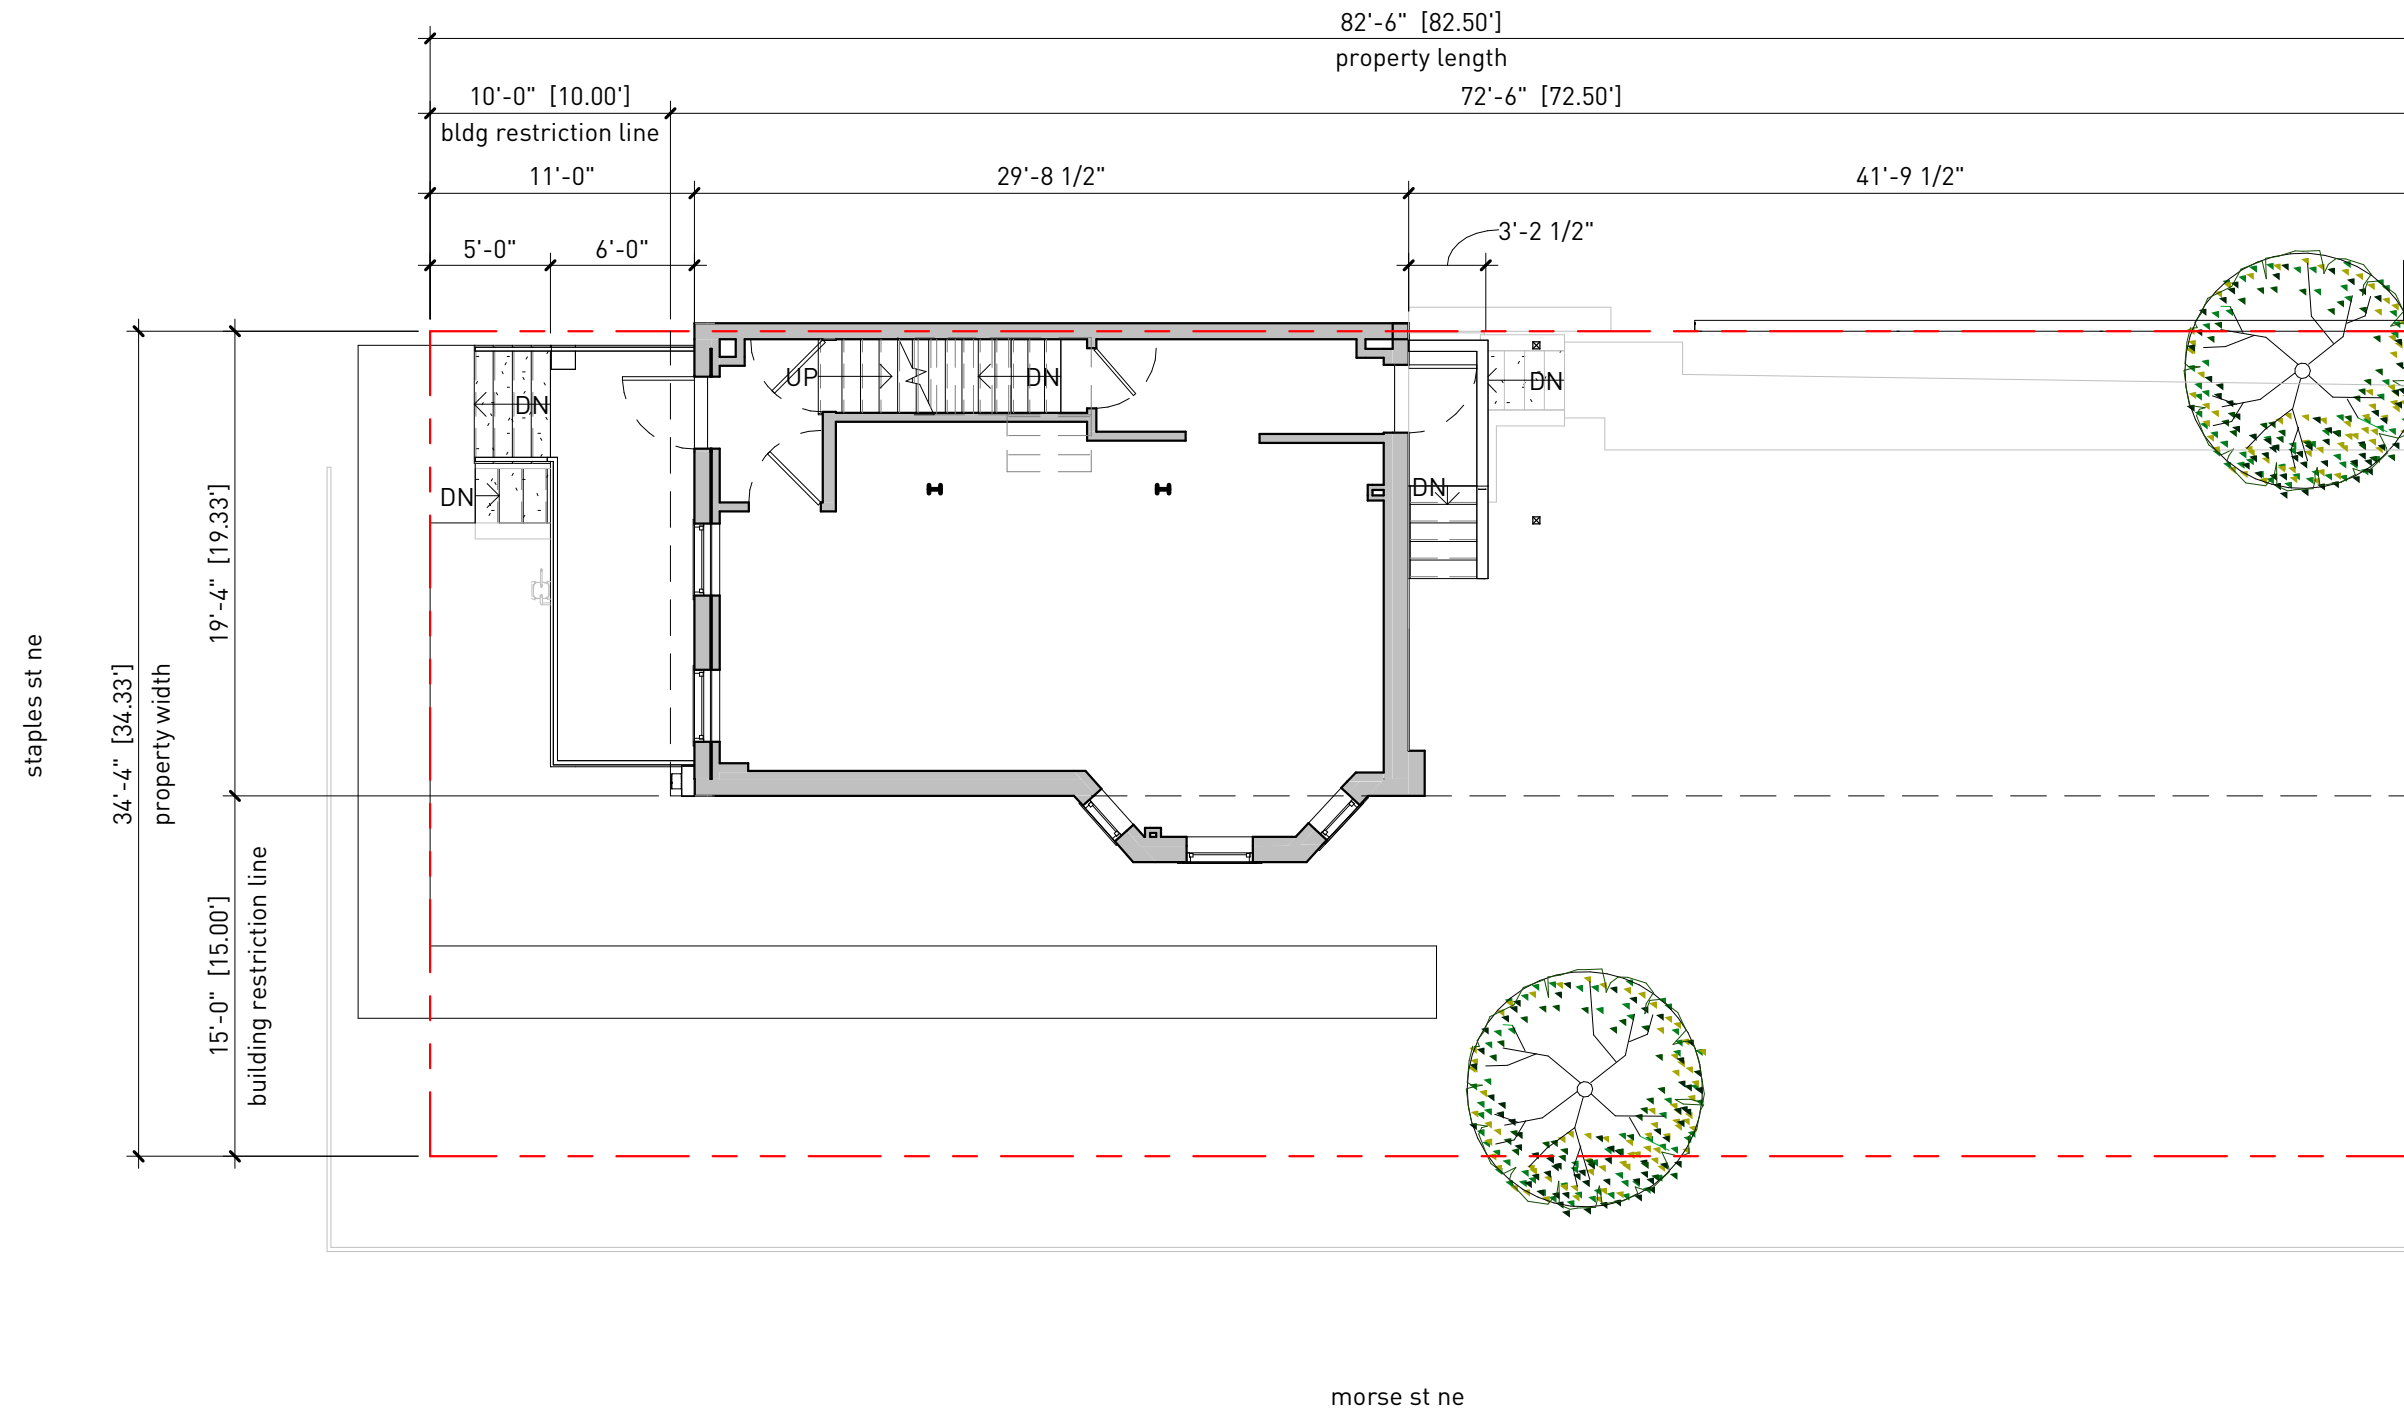 82'-6" [82.50']
property length
10'-0" [10.00']
72'-6" [72.50']
bldg restriction line
11'-0"
29'-8 1/2"
41'-9 1/2"
5'-0"
6'-0"
3'-2 1/2"
UP
DN
DN
DN
DN
DN
staples st ne
34'-4" [34.33']
property width
19'-4" [19.33']
15'-0" [15.00']
building restriction line
morse st ne